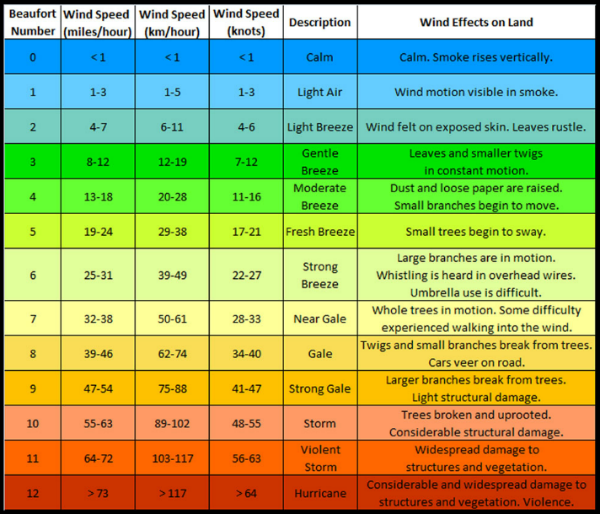 Beaufort Number Wind Speed (miles/hour) Wind Speed (km/hour) Wind Speed (knots) Description Wind Effects on Land
0 < 1 < 1 < 1 Calm Calm. Smoke rises vertically.
1 1-3 1-5 1-3 Light Air Wind motion visible in smoke.
2 4-7 6-11 4-6 Light Breeze Wind felt on exposed skin. Leaves rustle.
3 8-12 12-19 7-12 Gentle Breeze Leaves and smaller twigs in constant motion.
4 13-18 20-28 11-16 Moderate Breeze Dust and loose paper are raised. Small branches begin to move.
5 19-24 29-38 17-21 Fresh Breeze Small trees begin to sway.
6 25-31 39-49 22-27 Strong Breeze Large branches are in motion. Whistling is heard in overhead wires. Umbrella use is difficult.
7 32-38 50-61 28-33 Near Gale Whole trees in motion. Some difficulty experienced walking into the wind.
8 39-46 62-74 34-40 Gale Twigs and small branches break from trees. Cars veer on road.
9 47-54 75-88 41-47 Strong Gale Larger branches break from trees. Light structural damage.
10 55-63 89-102 48-55 Storm Trees broken and uprooted. Considerable structural damage.
11 64-72 103-117 56-63 Violent Storm Widespread damage to structures and vegetation.
12 > 73 > 117 > 64 Hurricane Considerable and widespread damage to structures and vegetation. Violence.